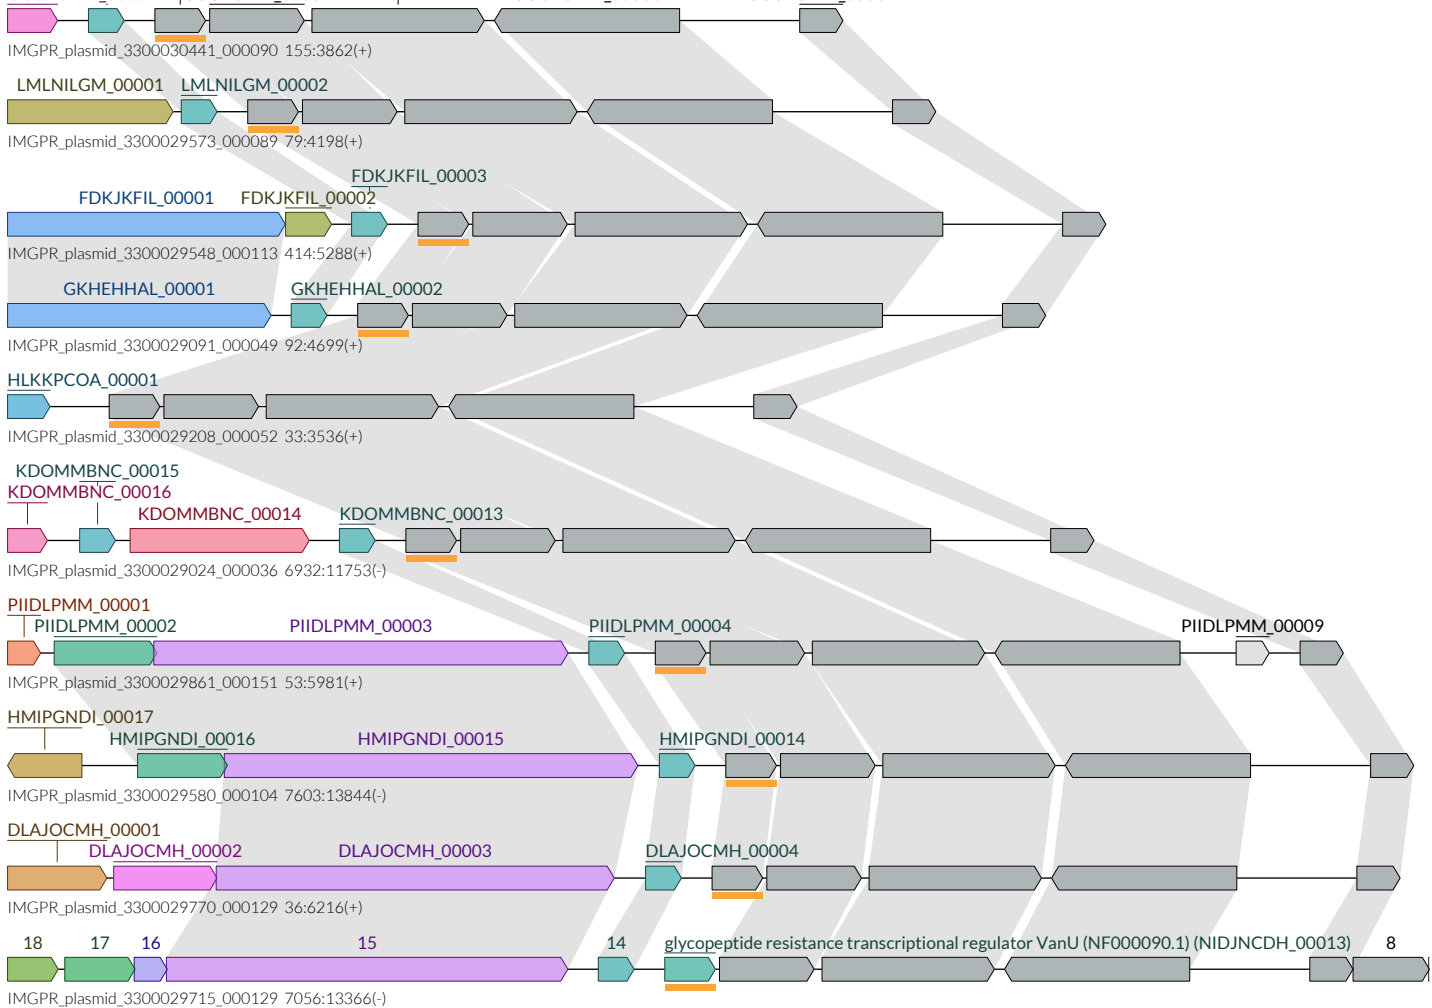 IMGPR_plasmid_3300030441_000090 155:3862(+)
LMLNILGM_00001 LMLNILGM_00002
IMGPR_plasmid_3300029573_000089 79:4198(+)
FDKJKFIL_00003
FDKJKFIL_00001 FDKJKFIL_00002
IMGPR_plasmid_3300029548_000113 414:5288(+)
GKHEHHAL_00001 GKHEHHAL_00002
IMGPR_plasmid_3300029091_000049 92:4699(+)
HLKKPCOA_00001
IMGPR_plasmid_3300029208_000052 33:3536(+)
KDOMMBNC_00015
KDOMMBNC_00016
KDOMMBNC_00014 KDOMMBNC_00013
IMGPR_plasmid_3300029024_000036 6932:11753(-)
PIIDLPMM_00001
PIIDLPMM_00002 PIIDLPMM_00003 PIIDLPMM_00004 PIIDLPMM_00009
IMGPR_plasmid_3300029861_000151 53:5981(+)
HMIPGNDI_00017
HMIPGNDI_00016 HMIPGNDI_00015 HMIPGNDI_00014
IMGPR_plasmid_3300029580_000104 7603:13844(-)
DLAJOCMH_00001
DLAJOCMH_00002 DLAJOCMH_00003 DLAJOCMH_00004
IMGPR_plasmid_3300029770_000129 36:6216(+)
18 17 16 15 14 glycopeptide resistance transcriptional regulator VanU (NF000090.1) (NIDJNCDH_00013) 8
IMGPR_plasmid_3300029715_000129 7056:13366(-)